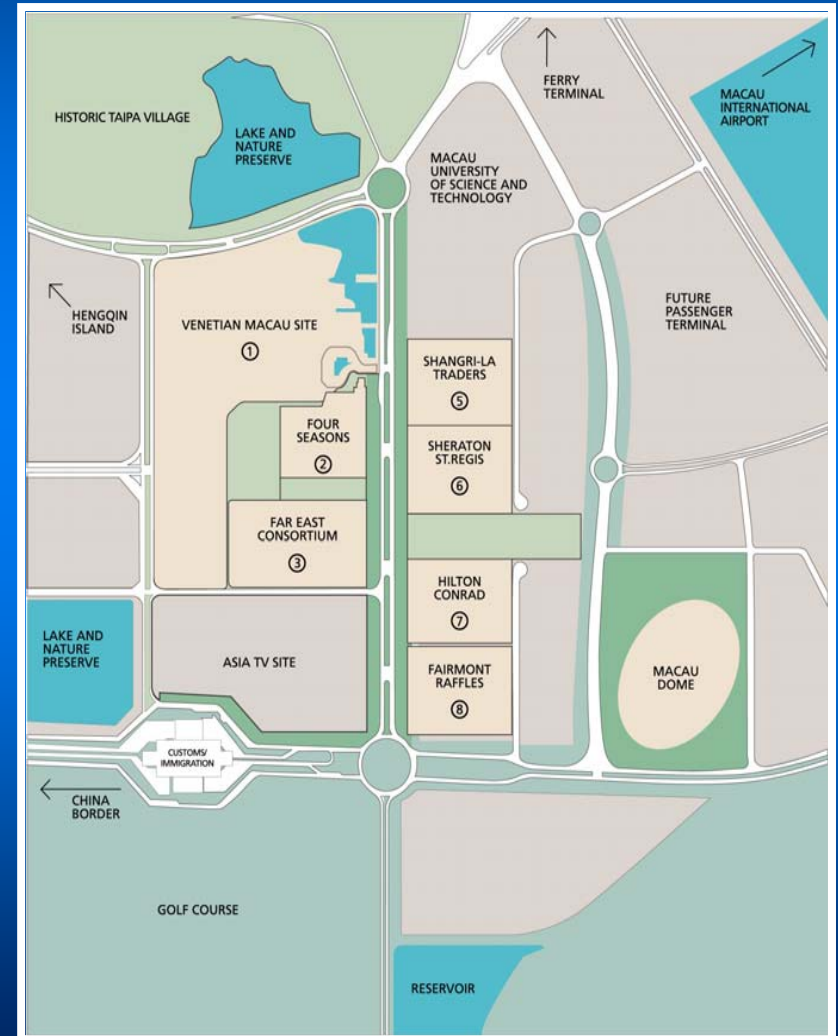 HISTORIC TAIPA VILLAGE
LAKE AND
NATURE
PRESERVE
FERRY
TERMINAL
MACAU
INTERNATIONAL
AIRPORT
MACAU
UNIVERSITY
OF SCIENCE AND
TECHNOLOGY
HENGQIN
ISLAND
VENETIAN MACAU SITE
1
FUTURE
PASSENGER
TERMINAL
SHANGRI-LA
TRADERS
5
FOUR
SEASONS
2
SHERATON
ST.REGIS
6
FAR EAST
CONSORTIUM
3
HILTON
CONRAD
7
LAKE AND
NATURE
PRESERVE
ASIA TV SITE
FAIRMONT
RAFFLES
8
MACAU
DOME
CUSTOMS/
IMMIGRATION
CHINA
BORDER
GOLF COURSE
RESERVOIR